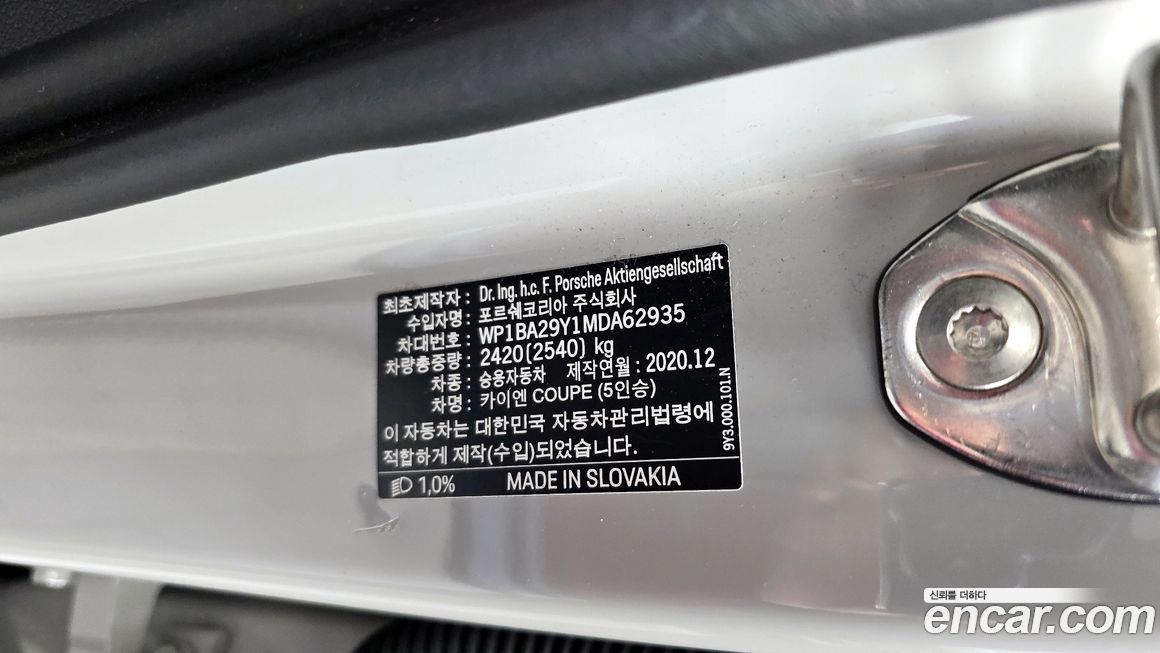 최초제작자 : Dr. Ing. h.c. F. Porsche Aktiengesellschaft
수입자명 : 포르쉐코리아 주식회사
차대번호 : WP1BA29Y1MDA62935
차량총중량 : 2420(2540) kg
차종 : 승용자동차 제작연월 : 2020.12
차명 : 카이엔 COUPE (5인승)
이 자동차는 대한민국 자동차관리법령에
적합하게 제작(수입)되었습니다.
1,0% MADE IN SLOVAKIA
9Y3.000.101.N
신뢰를 더하다
encar.com